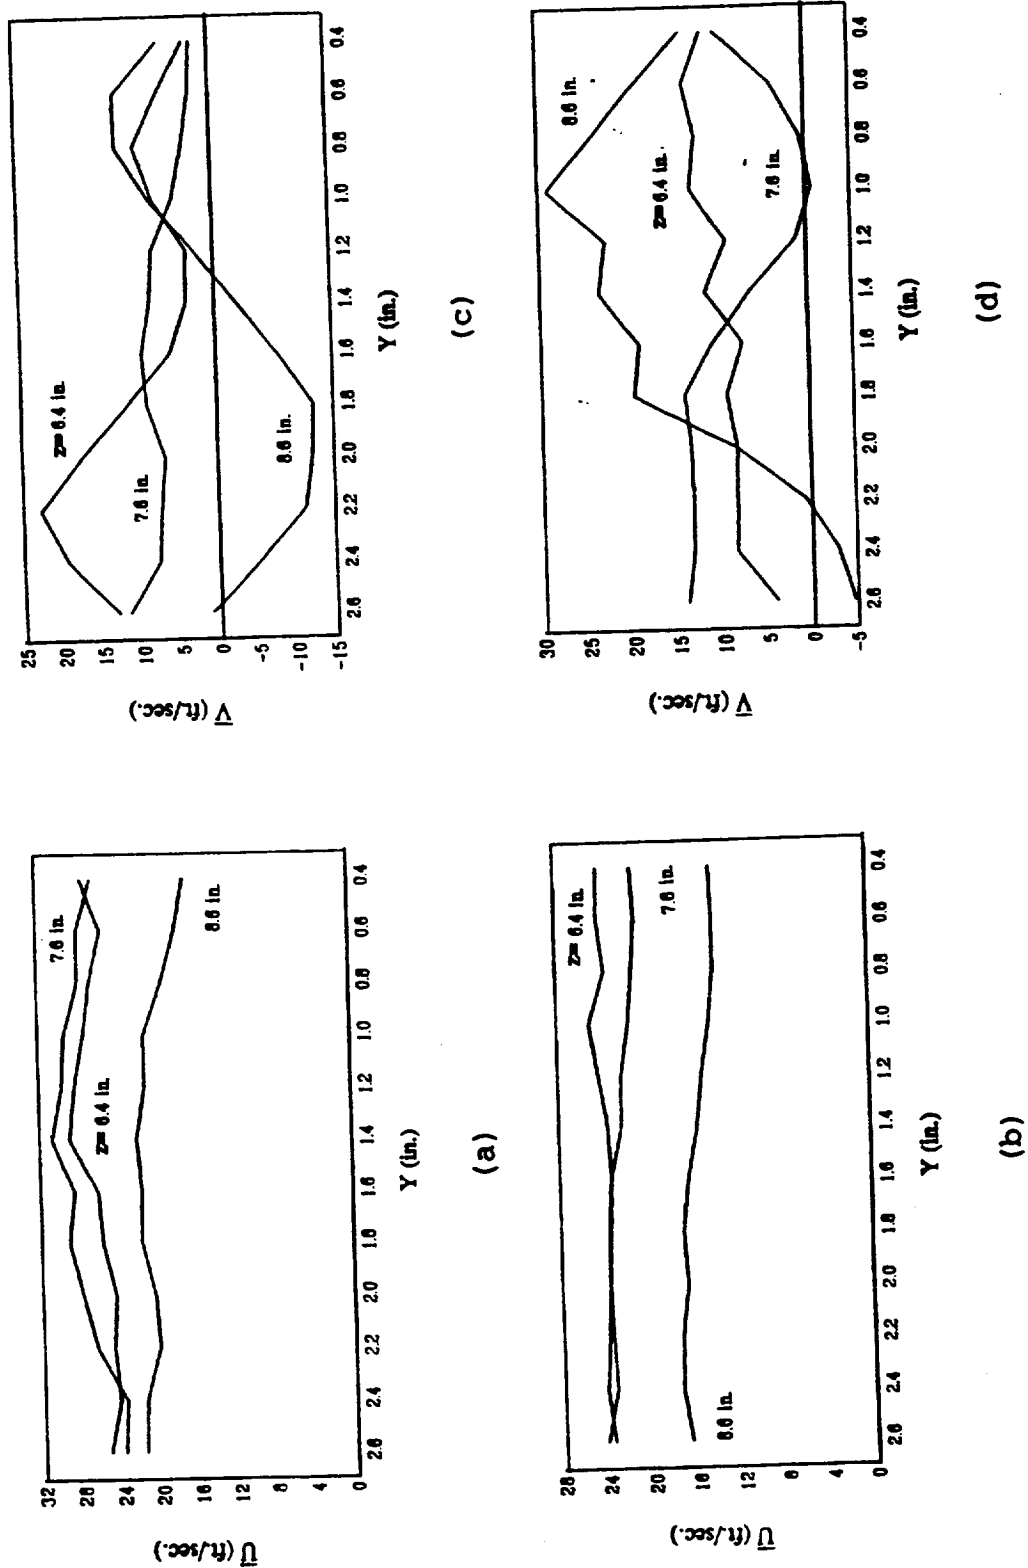 U̅ (ft./sec.)
32
28
24
20
16
12
8
4
0
2.6 2.4 2.2 2.0 1.8 1.6 1.4 1.2 1.0 0.8 0.6 0.4
Y (in.)
7.6 in.
z= 6.4 in.
8.6 in.
(a)
V̅ (ft./sec.)
25
20
15
10
5
0
-5
-10
-15
2.6 2.4 2.2 2.0 1.8 1.6 1.4 1.2 1.0 0.8 0.6 0.4
Y (in.)
z= 6.4 in.
7.6 in.
8.6 in.
(c)
U̅ (ft./sec.)
28
24
20
16
12
8
4
0
2.6 2.4 2.2 2.0 1.8 1.6 1.4 1.2 1.0 0.8 0.6 0.4
Y (in.)
z= 6.4 in.
7.6 in.
8.6 in.
(b)
V̅ (ft./sec.)
30
25
20
15
10
5
0
-5
2.6 2.4 2.2 2.0 1.8 1.6 1.4 1.2 1.0 0.8 0.6 0.4
Y (in.)
8.6 in.
z= 6.4 in.
7.6 in.
(d)